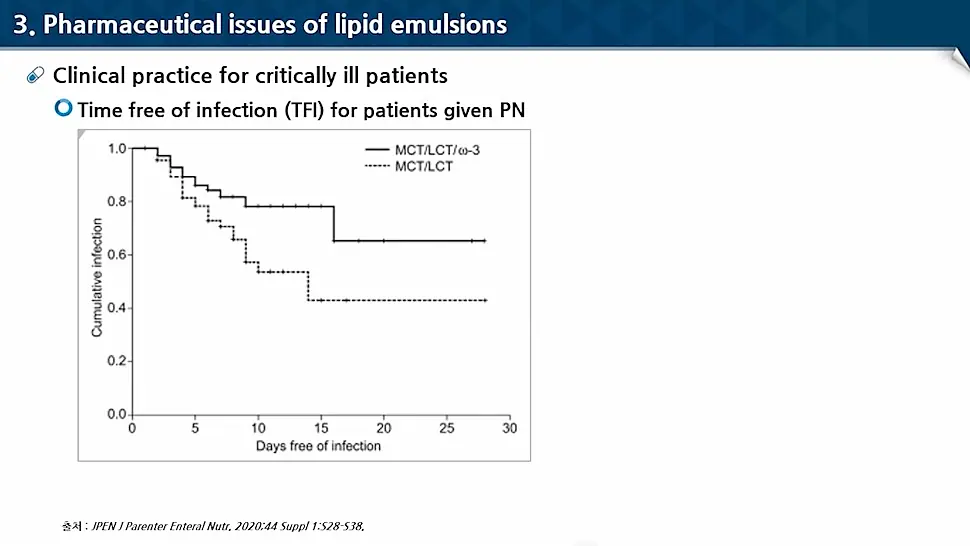 3. Pharmaceutical issues of lipid emulsions
Clinical practice for critically ill patients
Time free of infection (TFI) for patients given PN
MCT/LCT/ω-3
MCT/LCT
1.0
0.8
0.6
0.4
0.2
0.0
Cumulative infection
0 5 10 15 20 25 30
Days free of infection
출처 : JPEN J Parenter Enteral Nutr. 2020;44 Suppl 1:S28-S38.